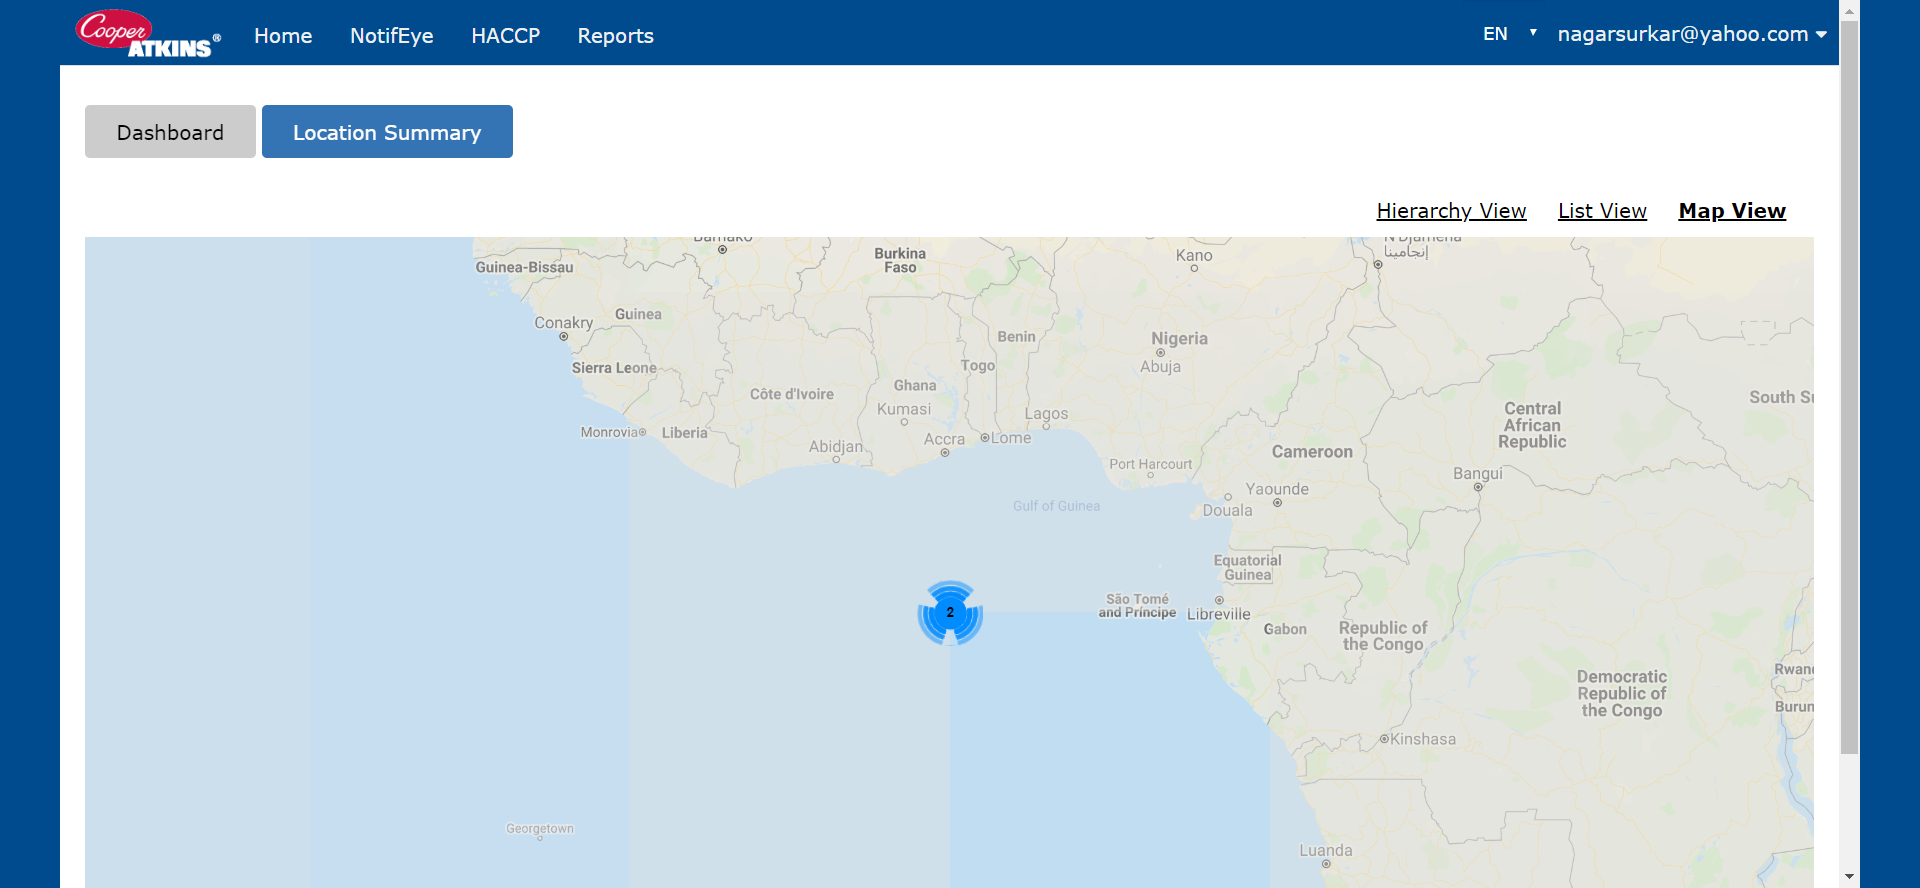 Cooper
ATKINS®
Home NotifEye HACCP Reports
EN nagarsurkar@yahoo.com
Dashboard Location Summary
Hierarchy View List View Map View
Bamako
N'Djamena
إنجامينا
Burkina
Faso
Kano
Guinea-Bissau
Guinea
Conakry
Benin
Nigeria
Abuja
Sierra Leone
Togo
Ghana
Côte d'Ivoire
South Su
Kumasi
Lagos
Central
African
Republic
Monrovia
Liberia
Accra
Lome
Abidjan
Cameroon
Port Harcourt
Bangui
Yaounde
Gulf of Guinea
Douala
Equatorial
Guinea
São Tomé
and Príncipe
2
Libreville
Gabon
Republic of
the Congo
Democratic
Republic of
the Congo
Rwan
Burun
Kinshasa
Georgetown
Luanda